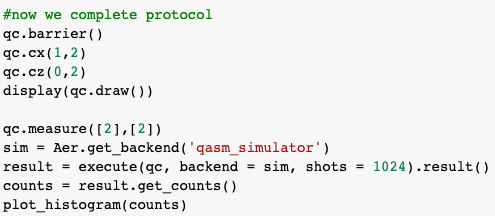 #now we complete protocol
qc.barrier()
qc.cx(1,2)
qc.cz(0,2)
display(qc.draw())
qc.measure([2],[2])
sim = Aer.get_backend('qasm_simulator')
result = execute(qc, backend = sim, shots = 1024).result()
counts = result.get_counts()
plot_histogram(counts)